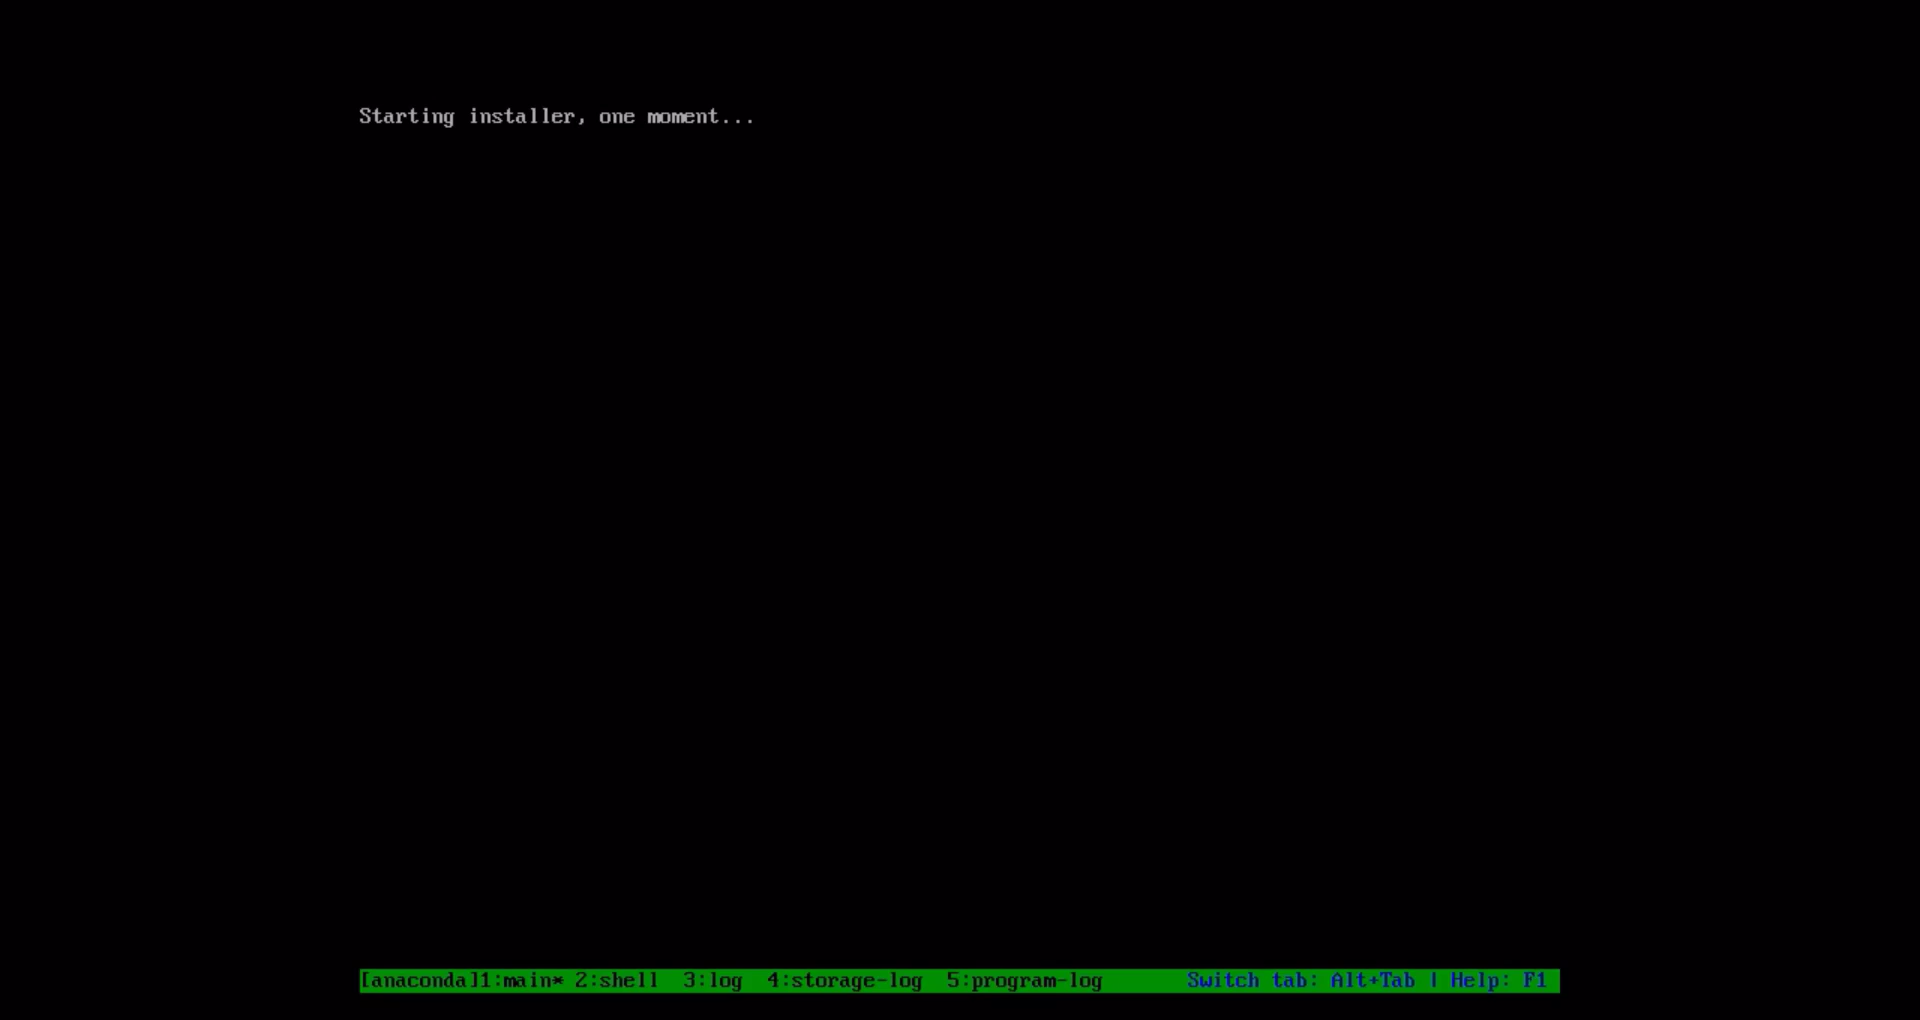 Starting installer, one moment...
[anaconda]1:main* 2:shell  3:log  4:storage-log  5:program-log       Switch tab: Alt+Tab | Help: F1